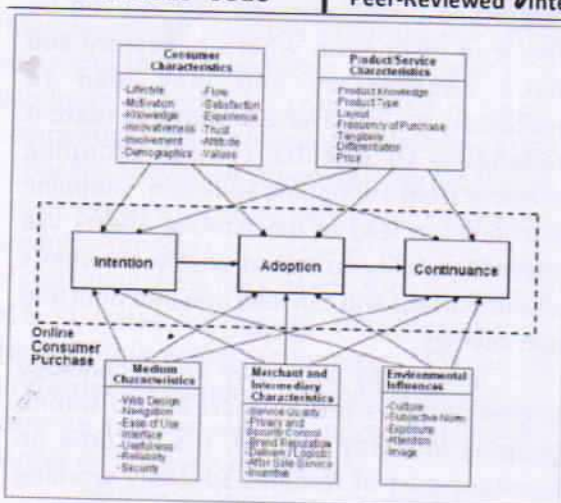 Peer-Reviewed
Consumer
Characteristics
-Lifestyle
-Motivation
-Knowledge
-Innovativeness
-Involvement
-Demographics
-Flow
-Satisfaction
-Experience
-Trust
-Attitude
-Values
Product/Service
Characteristics
-Product Knowledge
-Product Type
-Layout
-Frequency of Purchase
-Tangibility
-Differentiation
-Price
Intention
Adoption
Continuance
Online
Consumer
Purchase
Medium
Characteristics
-Web Design
-Navigation
-Ease of Use
-Interface
-Usefulness
-Reliability
-Security
Merchant and
Intermediary
Characteristics
-Service Quality
-Privacy and
Security Control
-Brand Reputation
-Delivery / Logistic
-After Sale Service
-Incentive
Environmental
Influences
-Culture
-Subjective Norm
-Exposure
-Attention
-Image